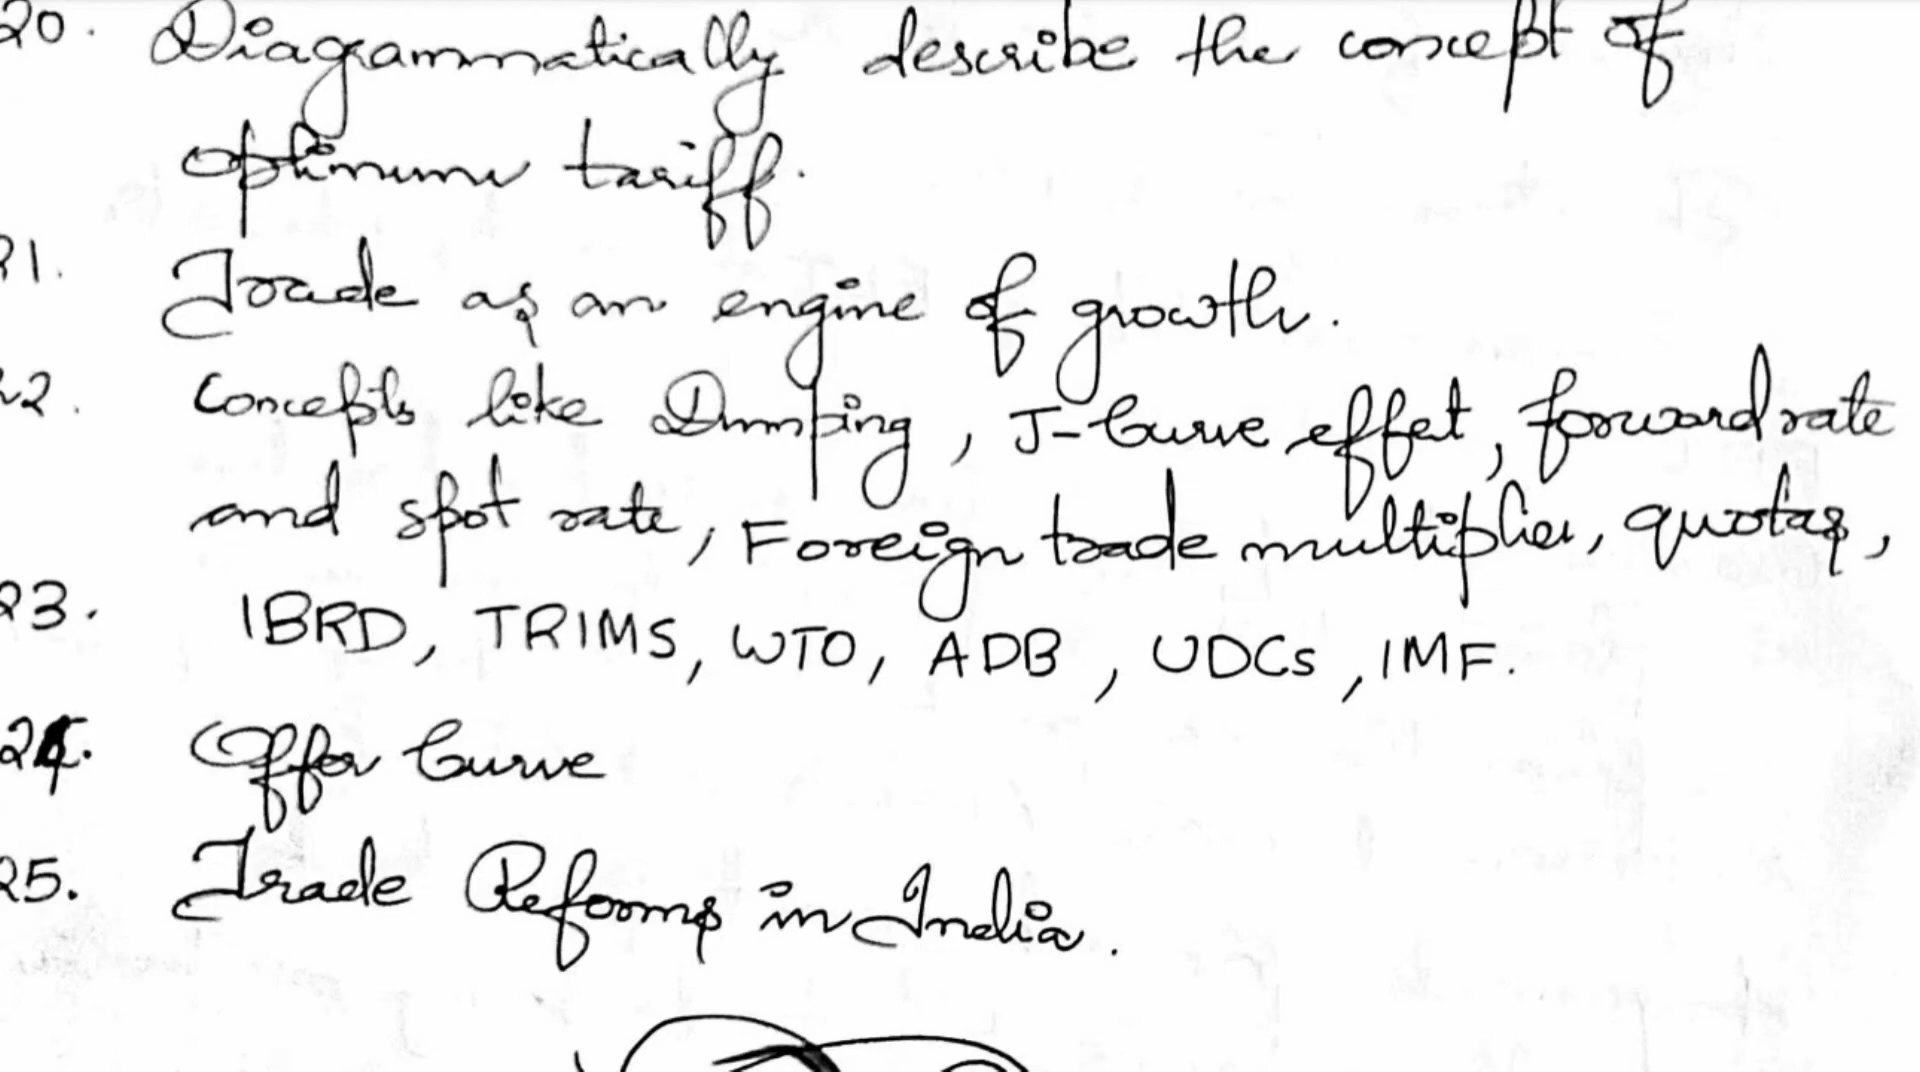 20. Diagrammatically describe the concept of
optimum tariff.
21. Trade as an engine of growth.
22. Concepts like Dumping, J-Curve effect, forward rate
and spot rate, Foreign trade multiplier, quotas,
23. IBRD, TRIMS, WTO, ADB, UDCs, IMF.
24. Offer Curve
25. Trade Reforms in India.